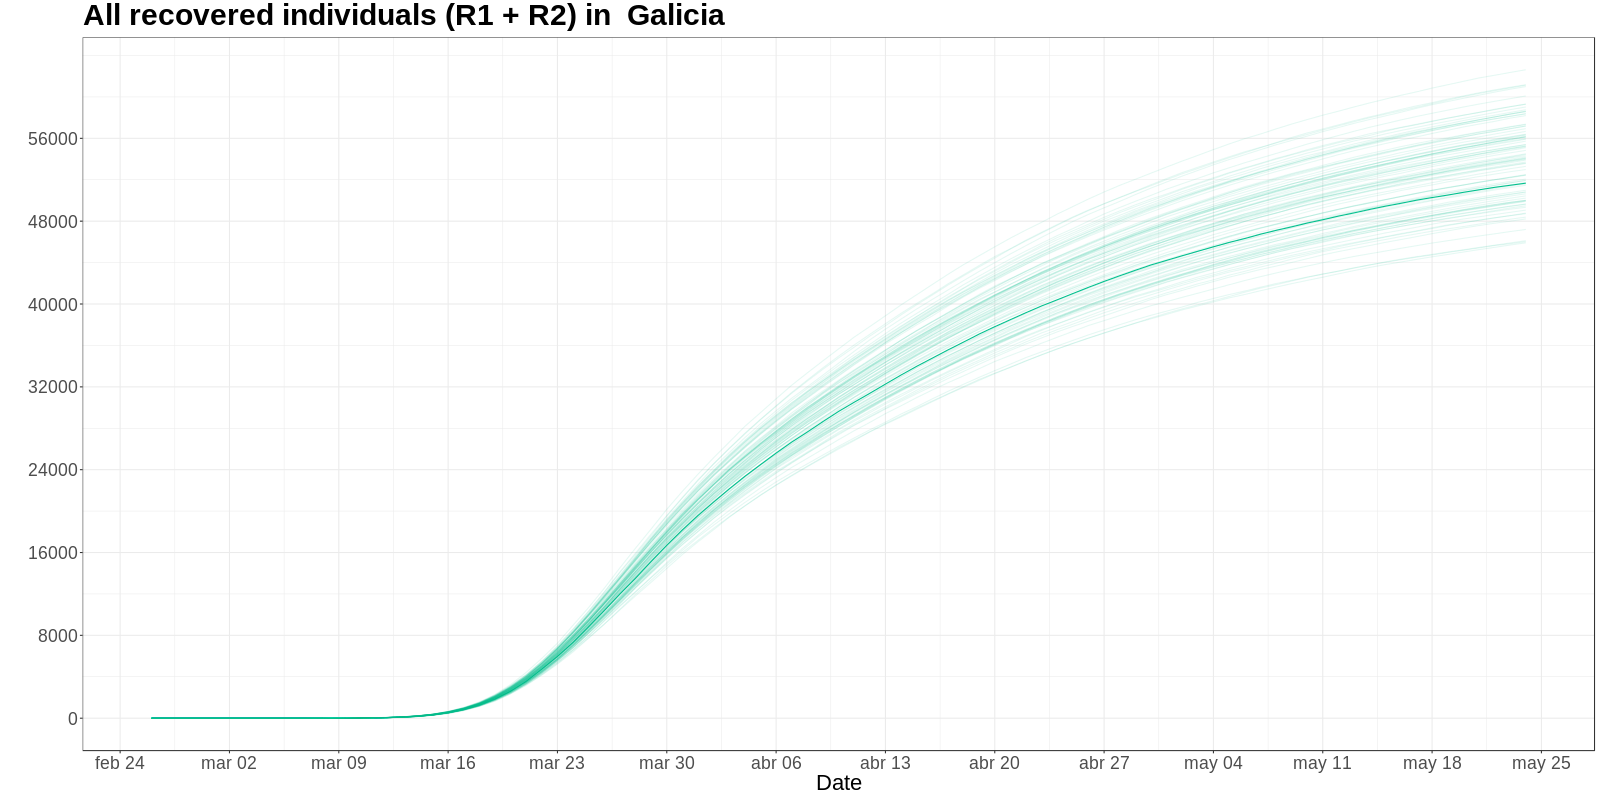 All recovered individuals (R1 + R2) in  Galicia
56000
48000
40000
32000
24000
16000
8000
0
feb 24 mar 02 mar 09 mar 16 mar 23 mar 30 abr 06 abr 13 abr 20 abr 27 may 04 may 11 may 18 may 25
Date